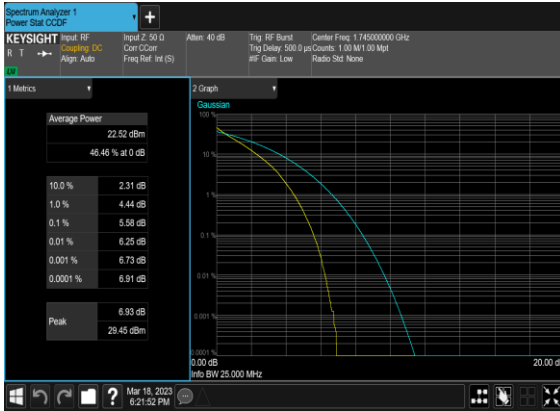 Spectrum Analyzer 1
Power Stat CCDF
KEYSIGHT
R T
Input: RF
Coupling: DC
Align: Auto
Input Z: 50 Ω
Corr CCorr
Freq Ref: Int (S)
Atten: 40 dB
Trig: RF Burst
Trig Delay: 500.0 µs
#IF Gain: Low
Center Freq: 1.745000000 GHz
Counts: 1.00 M/1.00 Mpt
Radio Std: None
1 Metrics
2 Graph
Average Power
22.52 dBm
46.46 % at 0 dB
10.0 % 2.31 dB
1.0 % 4.44 dB
0.1 % 5.58 dB
0.01 % 6.25 dB
0.001 % 6.73 dB
0.0001 % 6.91 dB
Peak
6.93 dB
29.45 dBm
Gaussian
100 %
10 %
1 %
0.1 %
0.01 %
0.001 %
0.0001 %
0.00 dB
20.00 d
Info BW 25.000 MHz
?
Mar 18, 2023
6:21:52 PM